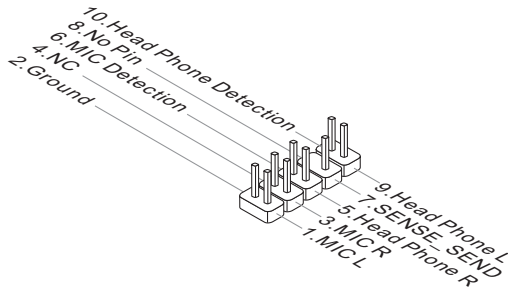 10.Head Phone Detection
8.No Pin
6.MIC Detection
4.NC
2.Ground
9.Head Phone L
7.SENSE_SEND
5.Head Phone R
3.MIC R
1.MIC L